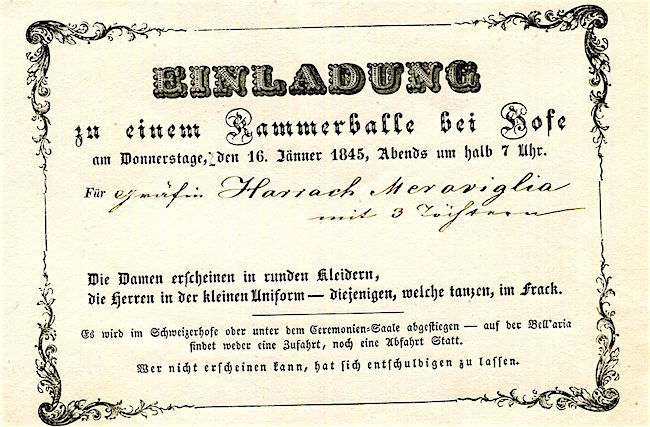 EINLADUNG
zu einem Kammerballe bei Hofe
am Donnerstage, den 16. Jänner 1845, Abends um halb 7 Uhr.
Für Gräfin Harrach Meraviglia
mit 3 Töchtern
Die Damen erscheinen in runden Kleidern,
die Herren in der kleinen Uniform — diejenigen, welche tanzen, im Frack.
Es wird im Schweizerhofe oder unter dem Ceremonien-Saale abgestiegen — auf der Bell'aria
findet weder eine Zufahrt, noch eine Abfahrt Statt.
Wer nicht erscheinen kann, hat sich entschuldigen zu lassen.